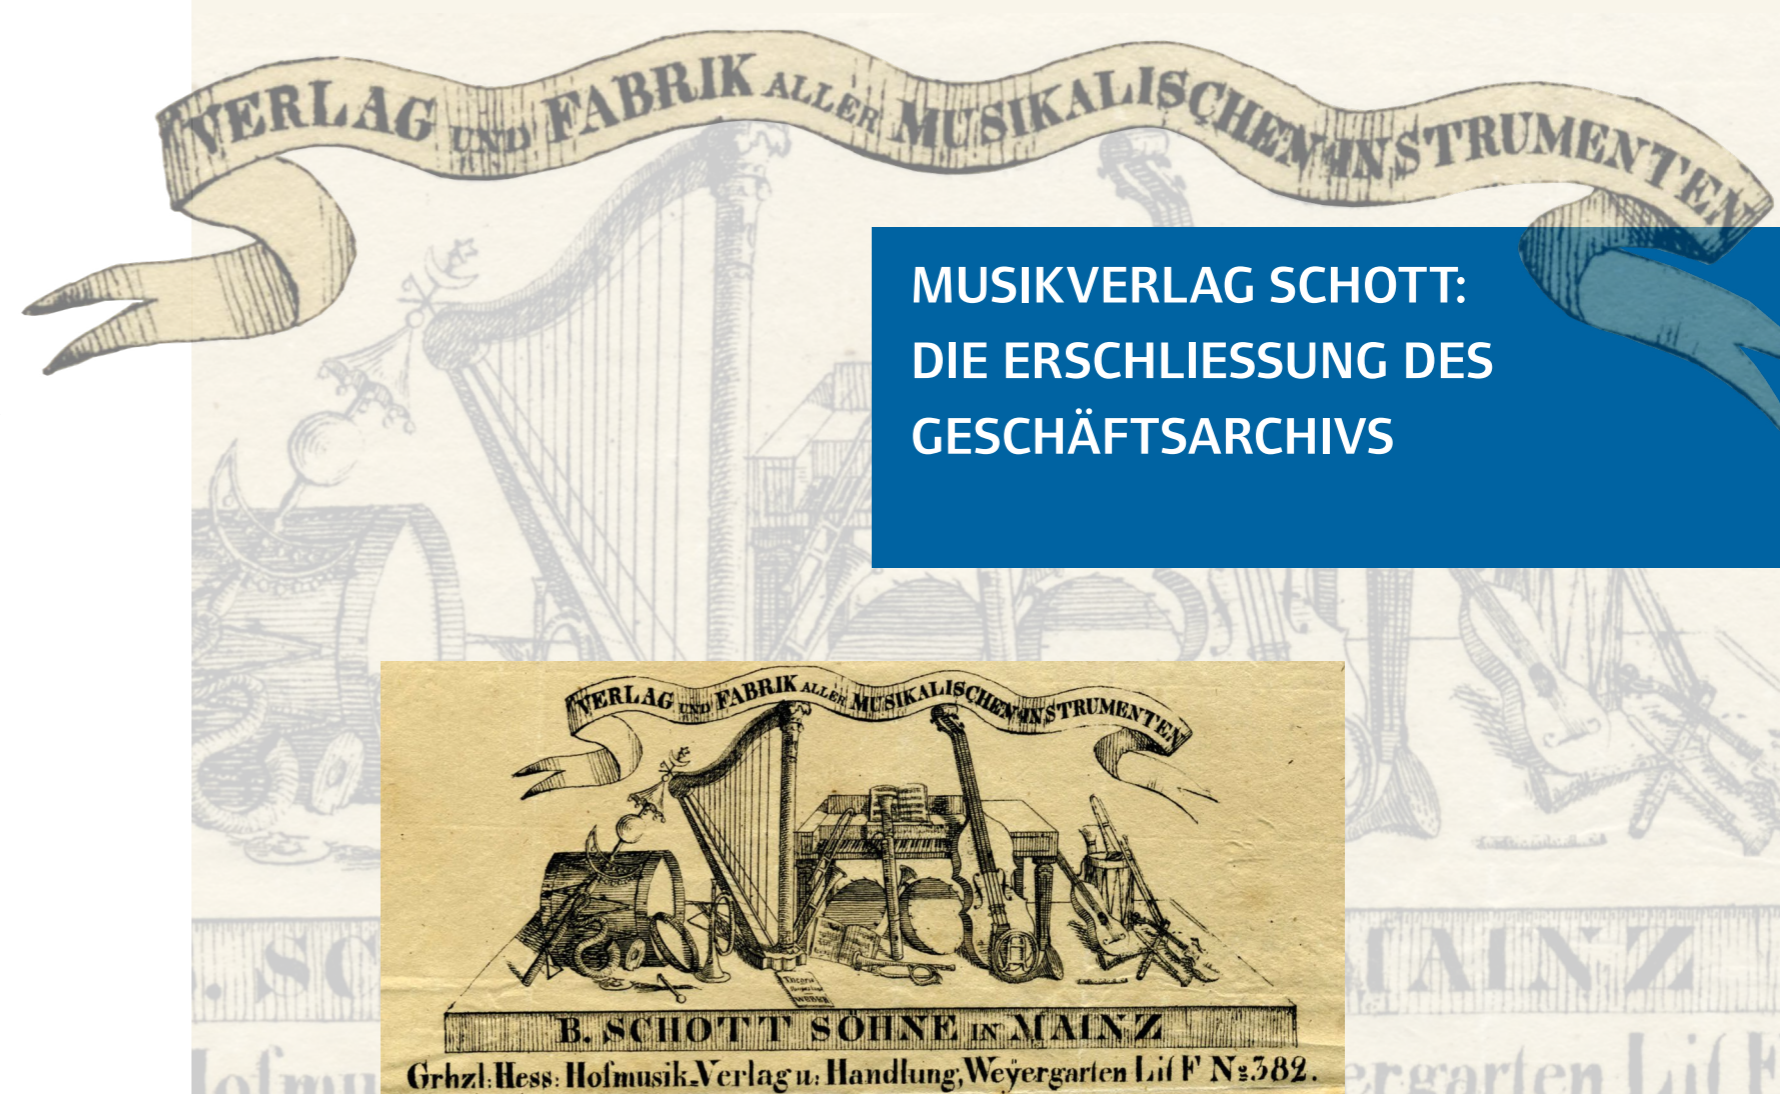 VERLAG UND FABRIK ALLER MUSIKALISCHEN INSTRUMENTEN
MUSIKVERLAG SCHOTT:
DIE ERSCHLIESSUNG DES
GESCHÄFTSARCHIVS
VERLAG UND FABRIK ALLER MUSIKALISCHEN INSTRUMENTEN
B. SCHOTT SÖHNE IN MAINZ
Grhzl: Hess: Hofmusik-Verlag u: Handlung, Weÿergarten Lit F Nº 382.